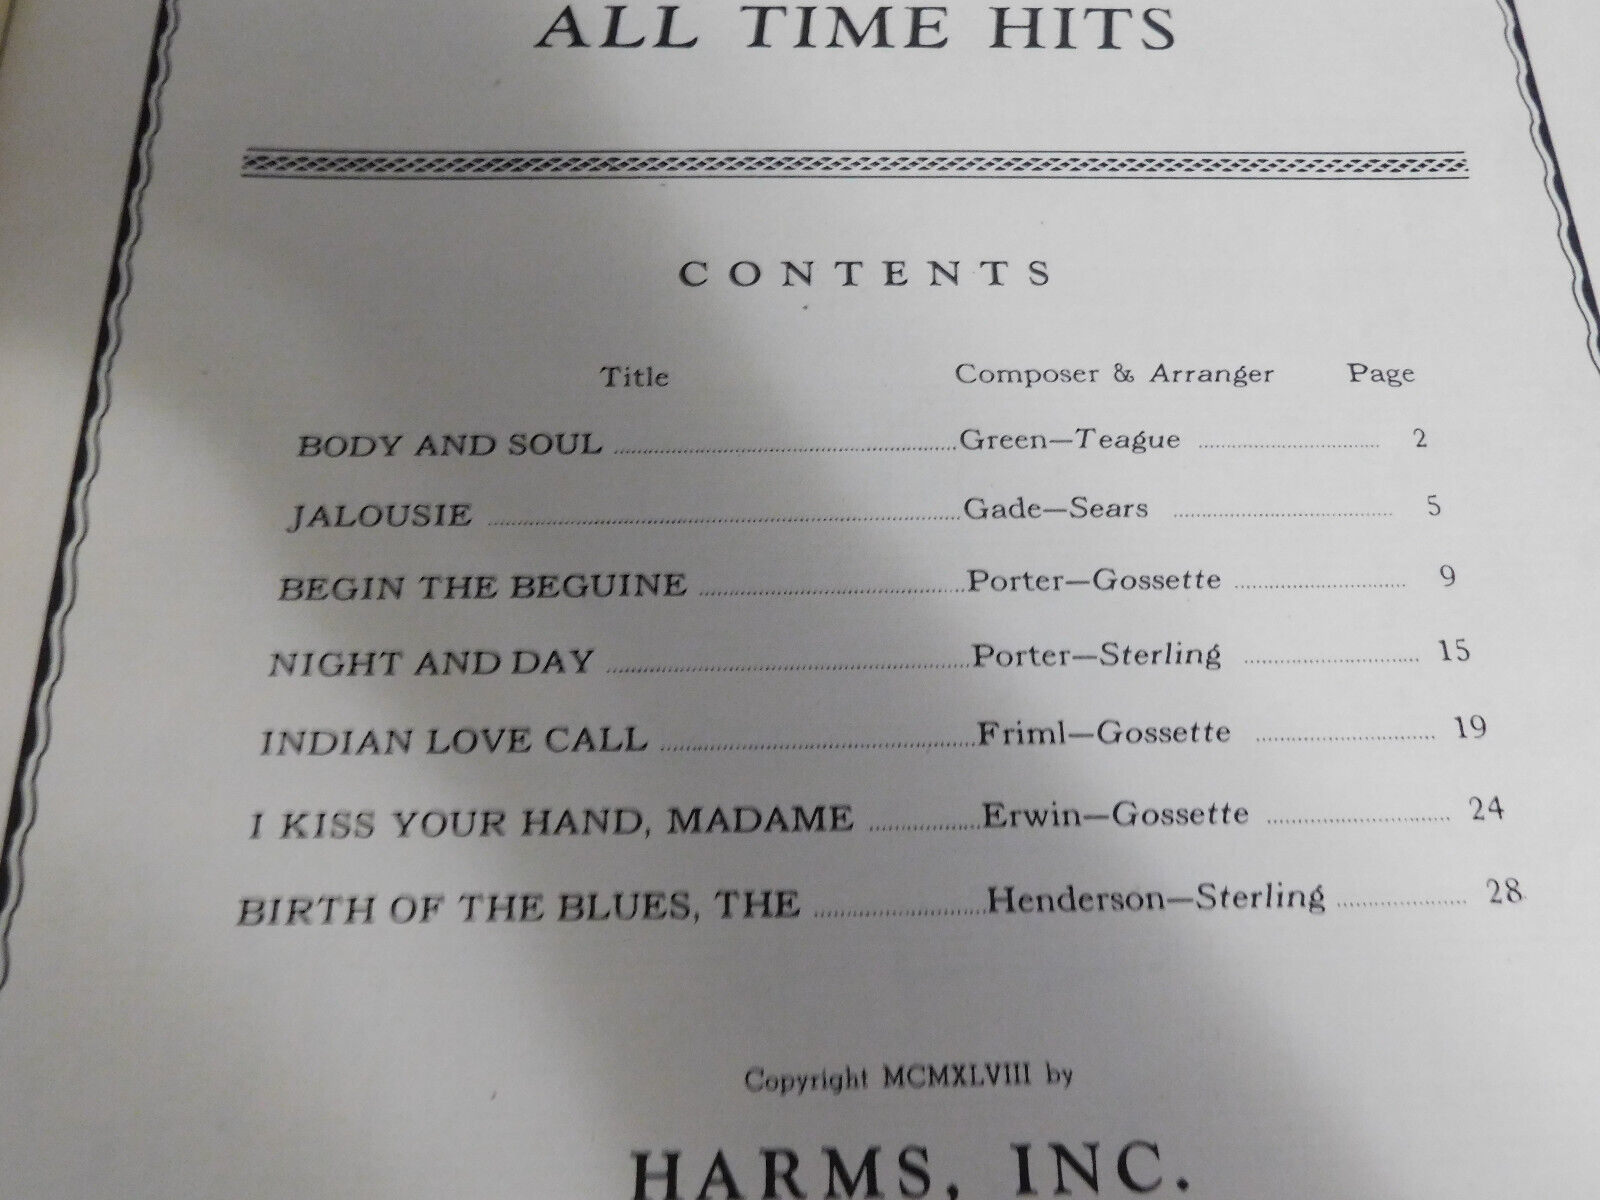 ALL TIME HITS
CONTENTS
Title Composer & Arranger Page
BODY AND SOUL Green—Teague 2
JALOUSIE Gade—Sears 5
BEGIN THE BEGUINE Porter—Gossette 9
NIGHT AND DAY Porter—Sterling 15
INDIAN LOVE CALL Friml—Gossette 19
I KISS YOUR HAND, MADAME Erwin—Gossette 24
BIRTH OF THE BLUES, THE Henderson—Sterling 28
Copyright MCMXLVIII by
HARMS, INC.